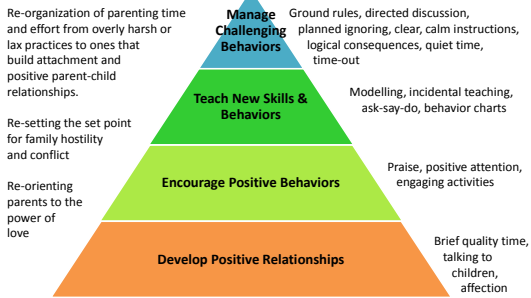 Re-organization of parenting time
and effort from overly harsh or
lax practices to ones that
build attachment and
positive parent-child
relationships.
Re-setting the set point
for family hostility
and conflict
Re-orienting
parents to the
power of
love
Manage
Challenging
Behaviors
Teach New Skills &
Behaviors
Encourage Positive Behaviors
Develop Positive Relationships
Ground rules, directed discussion,
planned ignoring, clear, calm instructions,
logical consequences, quiet time,
time-out
Modelling, incidental teaching,
ask-say-do, behavior charts
Praise, positive attention,
engaging activities
Brief quality time,
talking to
children,
affection